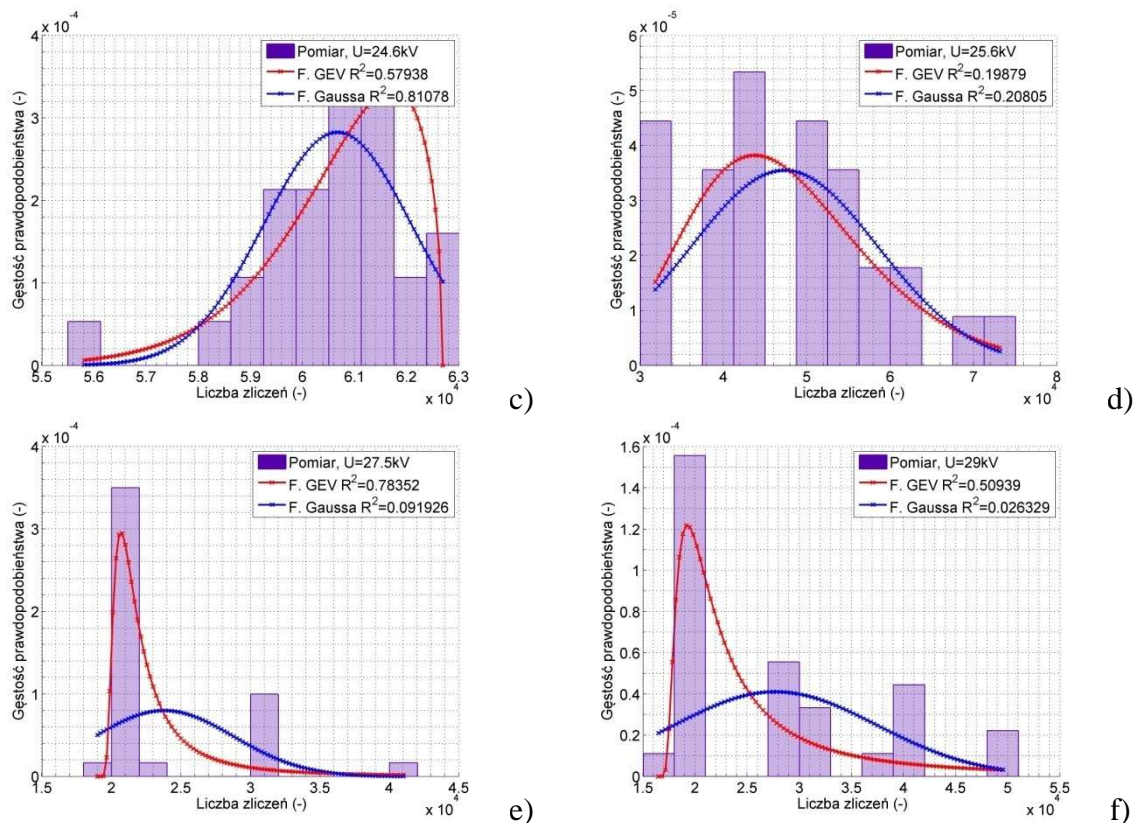 x 10^-4
4
3
2
1
0
Gęstość prawdopodobieństwa (-)
Pomiar, U=24.6kV
F. GEV R^2=0.57938
F. Gaussa R^2=0.81078
5.5 5.6 5.7 5.8 5.9 6 6.1 6.2 6.3
Liczba zliczeń (-)
x 10^4
c)
x 10^-5
6
5
4
3
2
1
0
Gęstość prawdopodobieństwa (-)
Pomiar, U=25.6kV
F. GEV R^2=0.19879
F. Gaussa R^2=0.20805
3 4 5 6 7 8
Liczba zliczeń (-)
x 10^4
d)
x 10^-4
4
3
2
1
0
Gęstość prawdopodobieństwa (-)
Pomiar, U=27.5kV
F. GEV R^2=0.78352
F. Gaussa R^2=0.091926
1.5 2 2.5 3 3.5 4 4.5
Liczba zliczeń (-)
x 10^4
e)
x 10^-4
1.6
1.4
1.2
1
0.8
0.6
0.4
0.2
0
Gęstość prawdopodobieństwa (-)
Pomiar, U=29kV
F. GEV R^2=0.50939
F. Gaussa R^2=0.026329
1.5 2 2.5 3 3.5 4 4.5 5 5.5
Liczba zliczeń (-)
x 10^4
f)